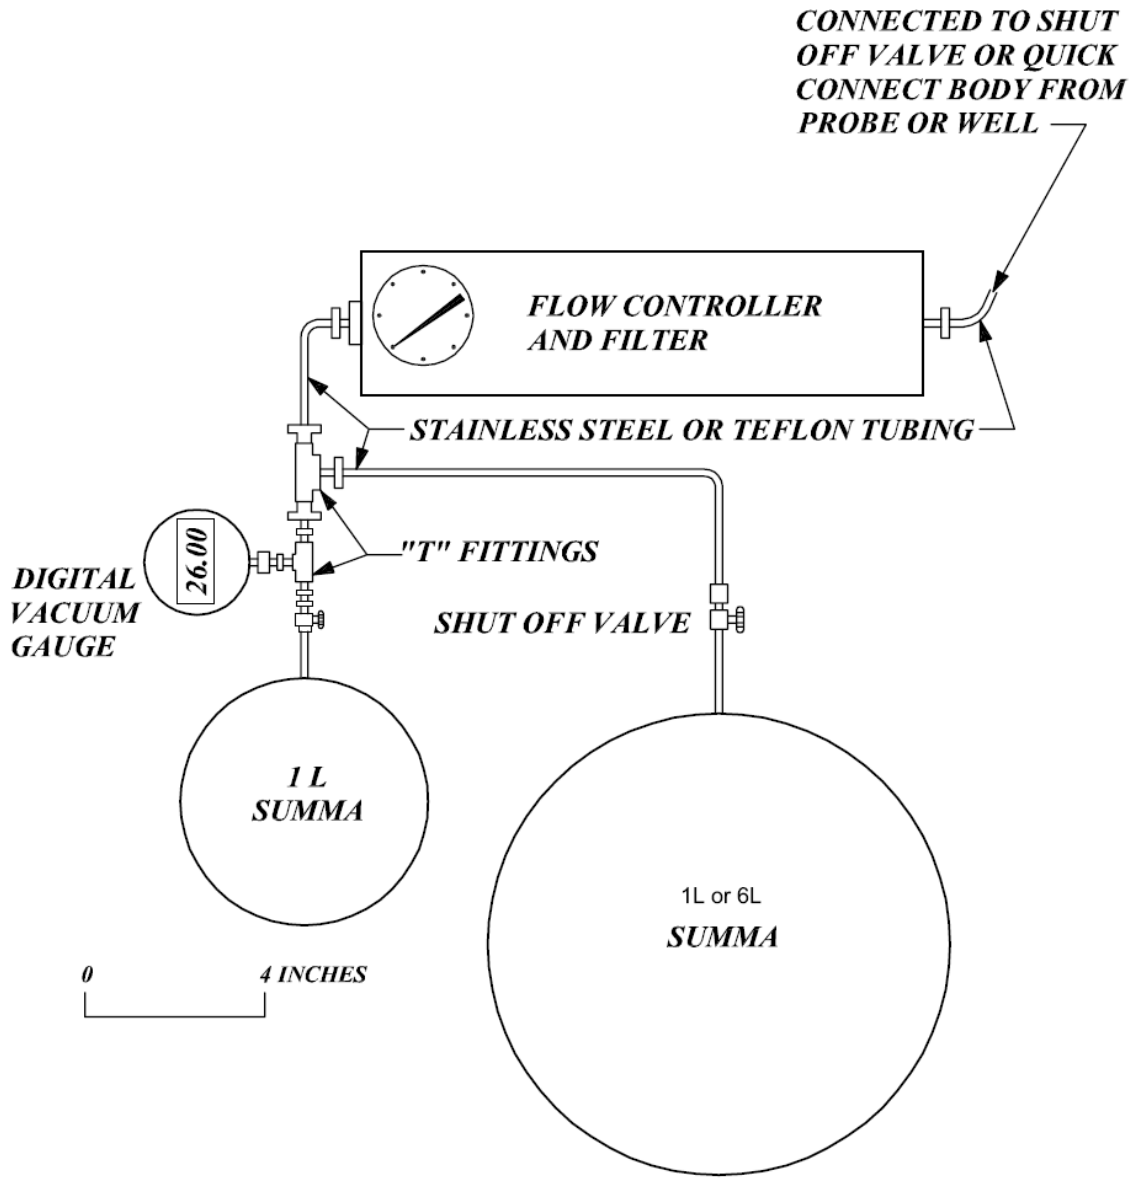 CONNECTED TO SHUT
OFF VALVE OR QUICK
CONNECT BODY FROM
PROBE OR WELL
FLOW CONTROLLER
AND FILTER
STAINLESS STEEL OR TEFLON TUBING
"T" FITTINGS
26.00
DIGITAL
VACUUM
GAUGE
SHUT OFF VALVE
1 L
SUMMA
1L or 6L
SUMMA
0 4 INCHES